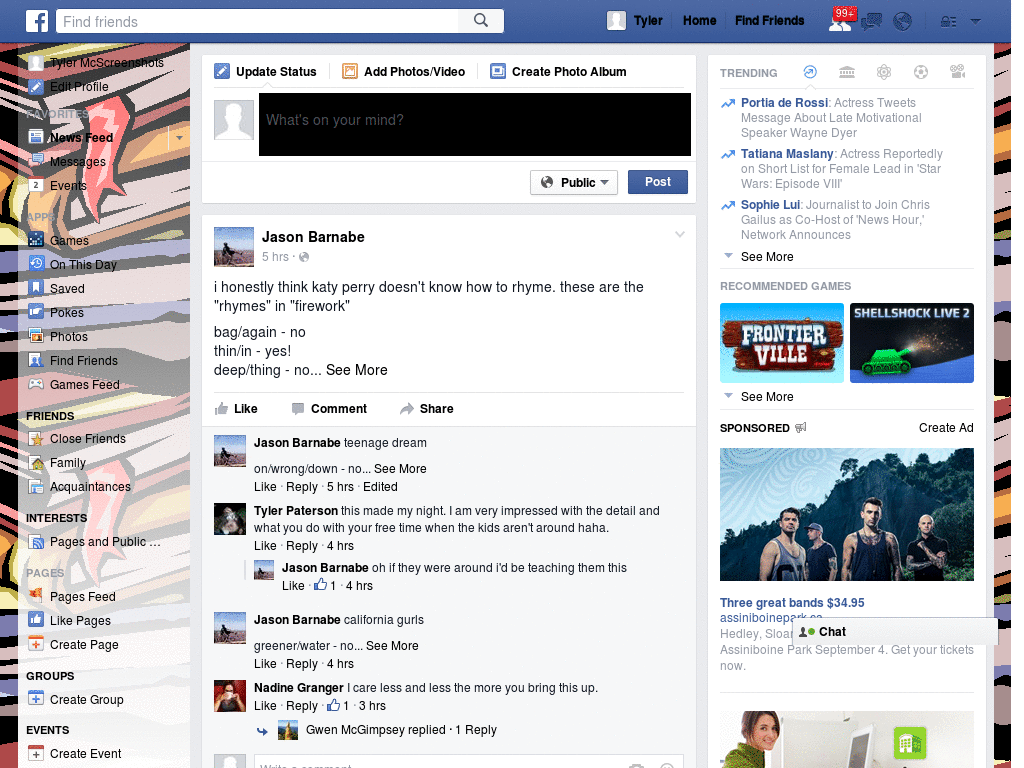 Find friends
Tyler
Home
Find Friends
99+
Tyler McScreenshots
Edit Profile
FAVORITES
News Feed
Messages
2
Events
APPS
Games
On This Day
Saved
Pokes
Photos
Find Friends
Games Feed
FRIENDS
Close Friends
Family
Acquaintances
INTERESTS
Pages and Public ...
PAGES
Pages Feed
Like Pages
Create Page
GROUPS
Create Group
EVENTS
Create Event
Update Status
Add Photos/Video
Create Photo Album
What's on your mind?
Public
Post
Jason Barnabe
5 hrs ·
i honestly think katy perry doesn't know how to rhyme. these are the
"rhymes" in "firework"
bag/again - no
thin/in - yes!
deep/thing - no... See More
Like
Comment
Share
Jason Barnabe teenage dream
on/wrong/down - no... See More
Like · Reply · 5 hrs · Edited
Tyler Paterson this made my night. I am very impressed with the detail and
what you do with your free time when the kids aren't around haha.
Like · Reply · 4 hrs
Jason Barnabe oh if they were around i'd be teaching them this
Like · 1 · 4 hrs
Jason Barnabe california gurls
greener/water - no... See More
Like · Reply · 4 hrs
Nadine Granger I care less and less the more you bring this up.
Like · Reply · 1 · 3 hrs
Gwen McGimpsey replied · 1 Reply
Write a comment...
TRENDING
Portia de Rossi: Actress Tweets
Message About Late Motivational
Speaker Wayne Dyer
Tatiana Maslany: Actress Reportedly
on Short List for Female Lead in 'Star
Wars: Episode VIII'
Sophie Lui: Journalist to Join Chris
Gailus as Co-Host of 'News Hour,'
Network Announces
See More
RECOMMENDED GAMES
FRONTIER
VILLE
SHELLSHOCK LIVE 2
See More
SPONSORED
Create Ad
Three great bands $34.95
assiniboinepark.ca
Hedley, Sloan
Assiniboine Park September 4. Get your tickets
now.
Chat